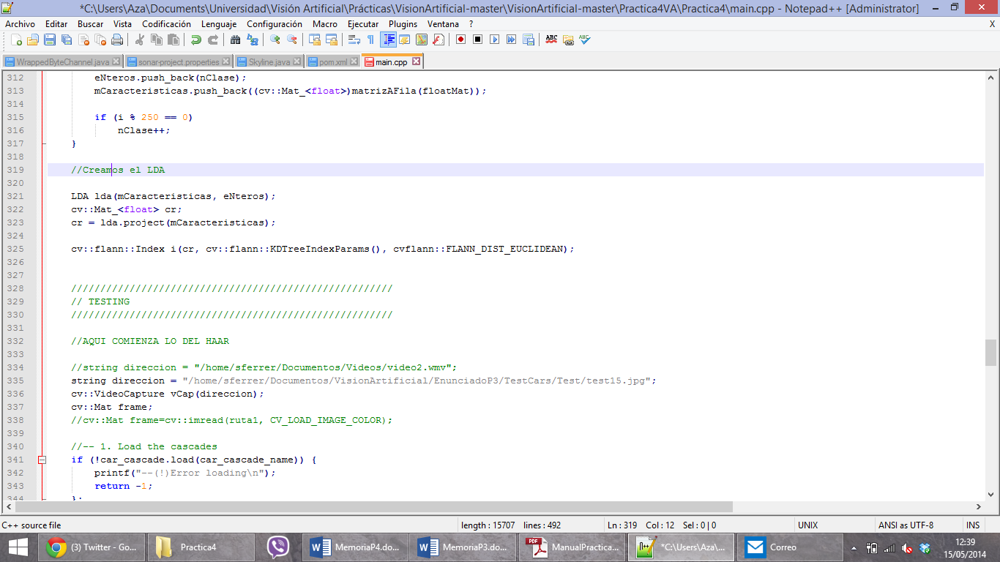 *C:\Users\Aza\Documents\Universidad\Visión Artificial\Prácticas\VisionArtificial-master\VisionArtificial-master\Practica4VA\Practica4\main.cpp - Notepad++ [Administrator]
Archivo Editar Buscar Vista Codificación Lenguaje Configuración Macro Ejecutar Plugins Ventana ? X
WrappedByteChannel.java sonar-project.properties Skyline.java pom.xml main.cpp
312 eNteros.push_back(nClase);
313 mCaracteristicas.push_back((cv::Mat_<float>)matrizAFila(floatMat));
314
315 if (i % 250 == 0)
316 nClase++;
317 }
318
319 //Creamos el LDA
320
321 LDA lda(mCaracteristicas, eNteros);
322 cv::Mat_<float> cr;
323 cr = lda.project(mCaracteristicas);
324
325 cv::flann::Index i(cr, cv::flann::KDTreeIndexParams(), cvflann::FLANN_DIST_EUCLIDEAN);
326
327
328 ///////////////////////////////////////////////////////
329 // TESTING
330 ///////////////////////////////////////////////////////
331
332 //AQUI COMIENZA LO DEL HAAR
333
334 //string direccion = "/home/sferrer/Documentos/Videos/video2.wmv";
335 string direccion = "/home/sferrer/Documentos/VisionArtificial/EnunciadoP3/TestCars/Test/test15.jpg";
336 cv::VideoCapture vCap(direccion);
337 cv::Mat frame;
338 //cv::Mat frame=cv::imread(ruta1, CV_LOAD_IMAGE_COLOR);
339
340 //-- 1. Load the cascades
341 if (!car_cascade.load(car_cascade_name)) {
342 printf("--(!)Error loading\n");
343 return -1;
344 };
C++ source file length : 15707 lines : 492 Ln : 319 Col : 12 Sel : 0 | 0 UNIX ANSI as UTF-8 INS
(3) Twitter - Go... Practica4 MemoriaP4.do... MemoriaP3.do... ManualPractica... *C:\Users\Aza\... Correo 12:39
15/05/2014